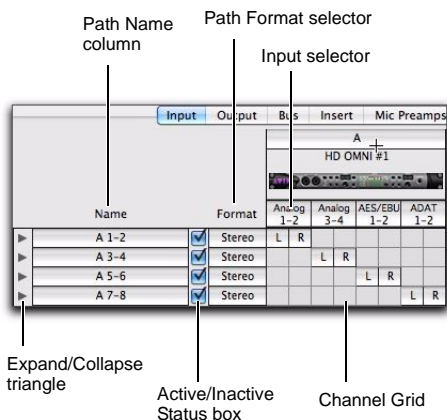 Path Name
column
Path Format selector
Input selector
Input Output Bus Insert Mic Preamps
A
HD OMNI #1
Name Format Analog 1-2 Analog 3-4 AES/EBU 1-2 ADAT 1-2
A 1-2 Stereo L R
A 3-4 Stereo L R
A 5-6 Stereo L R
A 7-8 Stereo L R
Expand/Collapse
triangle
Active/Inactive
Status box
Channel Grid